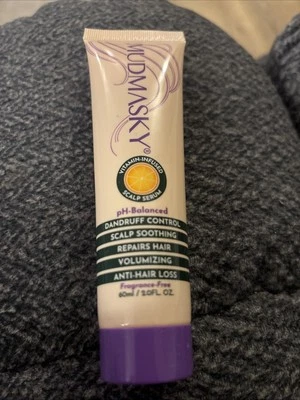 MUDMASKY®
VITAMIN-INFUSED
SCALP SERUM
pH-Balanced
DANDRUFF CONTROL
SCALP SOOTHING
REPAIRS HAIR
VOLUMIZING
ANTI-HAIR LOSS
Fragrance-Free
60ml / 2.0FL. OZ.